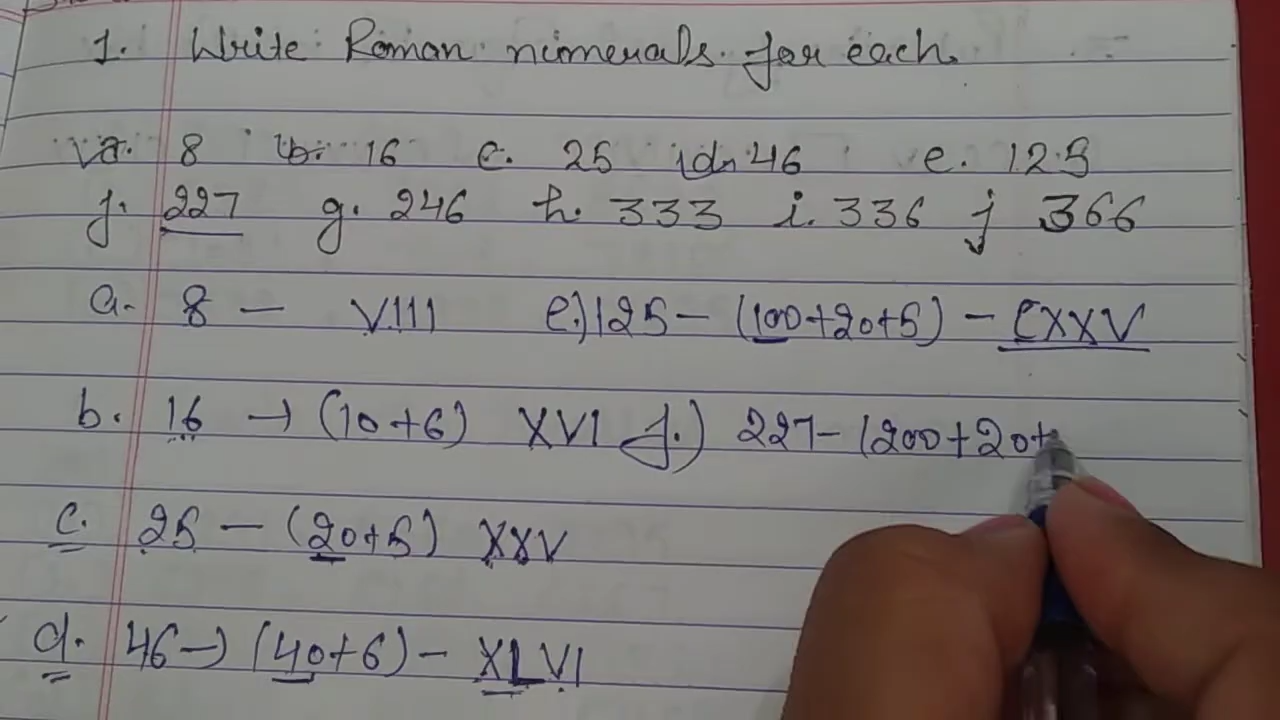 1. Write Roman numerals for each.
a. 8 b. 16 c. 25 d. 46 e. 125
f. 227 g. 246 h. 333 i. 336 j 366
a. 8 — VIII e.) 125 – (100+20+5) – CXXV
b. 16 → (10+6) XVI f.) 227 – (200+20+
c. 25 – (20+5) XXV
d. 46 → (40+6) – XLVI